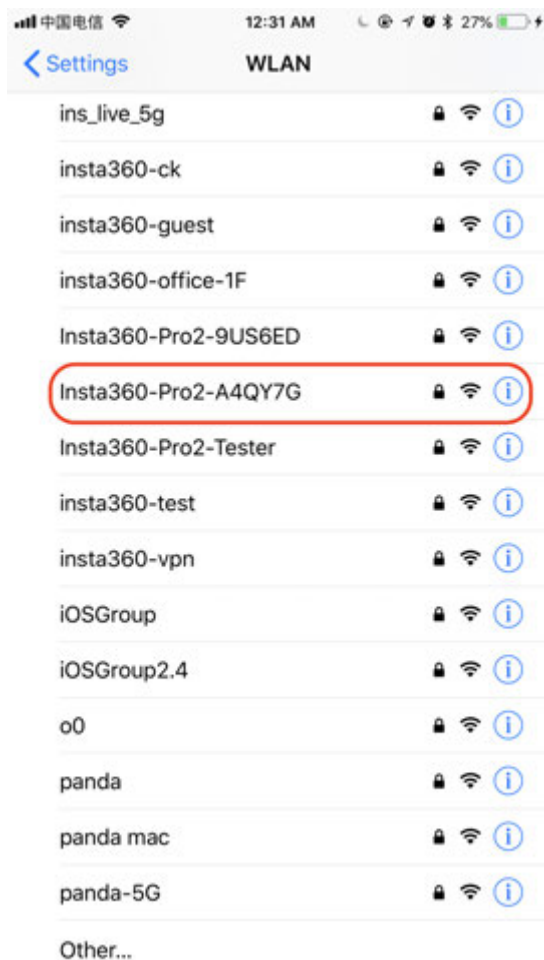 中国电信 12:31 AM 27%
Settings WLAN
ins_live_5g
insta360-ck
insta360-guest
insta360-office-1F
Insta360-Pro2-9US6ED
Insta360-Pro2-A4QY7G
Insta360-Pro2-Tester
insta360-test
insta360-vpn
iOSGroup
iOSGroup2.4
o0
panda
panda mac
panda-5G
Other...